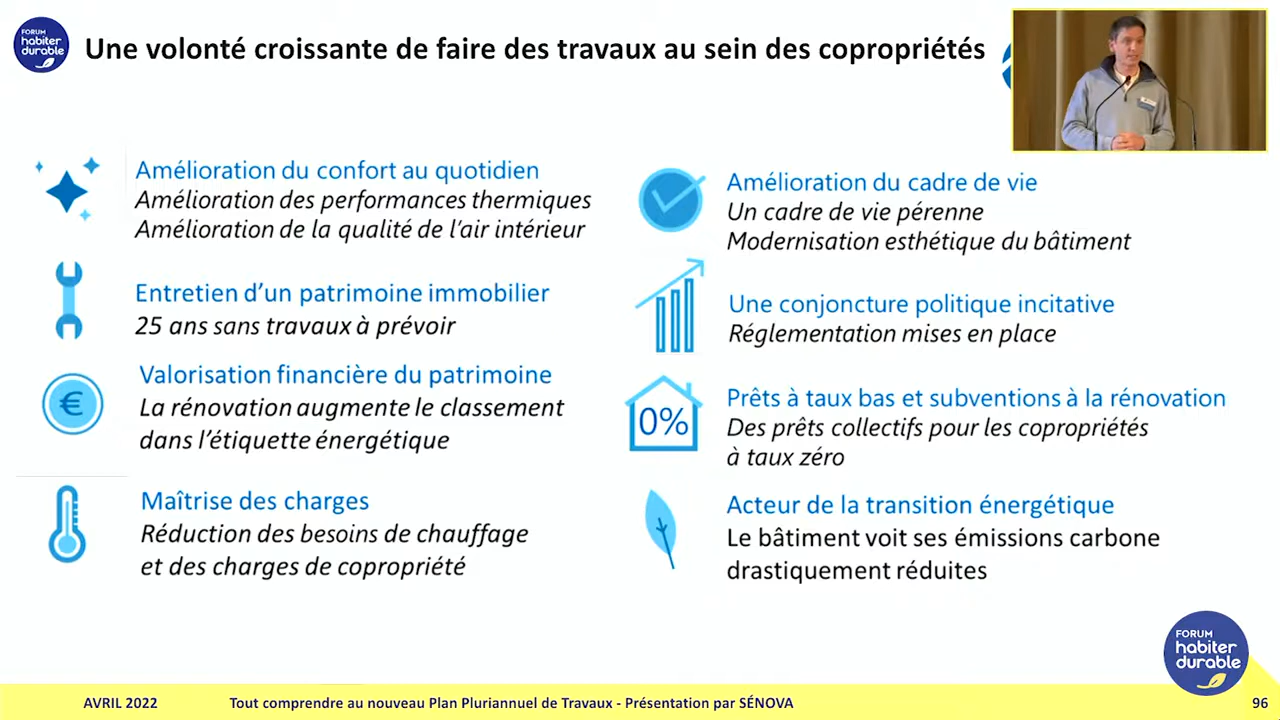 FORUM
habiter
durable
Une volonté croissante de faire des travaux au sein des copropriétés
Amélioration du confort au quotidien
Amélioration des performances thermiques
Amélioration de la qualité de l'air intérieur
Entretien d'un patrimoine immobilier
25 ans sans travaux à prévoir
€
Valorisation financière du patrimoine
La rénovation augmente le classement
dans l'étiquette énergétique
Maîtrise des charges
Réduction des besoins de chauffage
et des charges de copropriété
Amélioration du cadre de vie
Un cadre de vie pérenne
Modernisation esthétique du bâtiment
Une conjoncture politique incitative
Réglementation mises en place
0%
Prêts à taux bas et subventions à la rénovation
Des prêts collectifs pour les copropriétés
à taux zéro
Acteur de la transition énergétique
Le bâtiment voit ses émissions carbone
drastiquement réduites
FORUM
habiter
durable
AVRIL 2022
Tout comprendre au nouveau Plan Pluriannuel de Travaux - Présentation par SÉNOVA
96